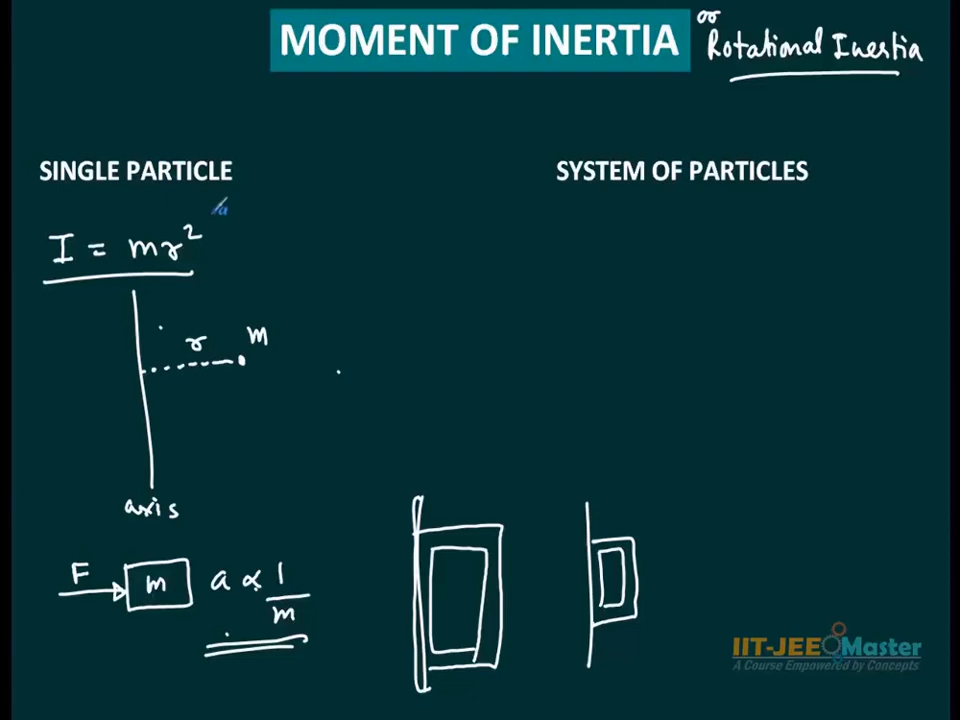 MOMENT OF INERTIA
or
Rotational Inertia
SINGLE PARTICLE
SYSTEM OF PARTICLES
I = mr²
r
m
axis
F
m
a ∝ 1/m
IIT-JEE Master
A Course Empowered by Concepts